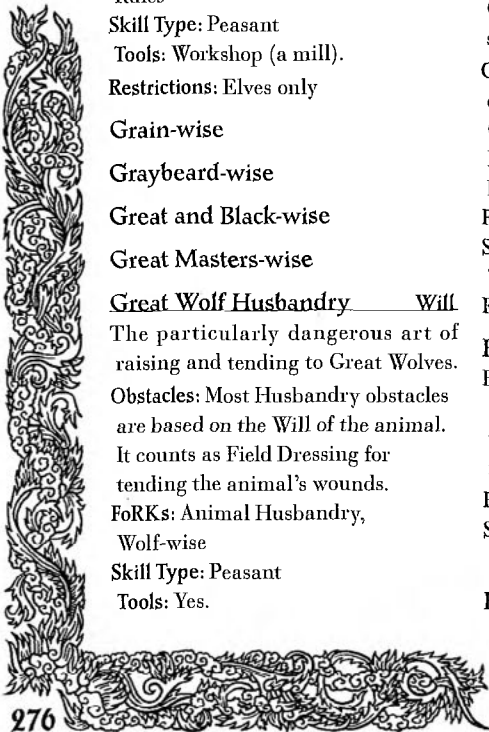 Rules
Skill Type: Peasant
Tools: Workshop (a mill).
Restrictions: Elves only
Grain-wise
Graybeard-wise
Great and Black-wise
Great Masters-wise
Great Wolf Husbandry Will
The particularly dangerous art of
raising and tending to Great Wolves.
Obstacles: Most Husbandry obstacles
are based on the Will of the animal.
It counts as Field Dressing for
tending the animal's wounds.
FoRKs: Animal Husbandry,
Wolf-wise
Skill Type: Peasant
Tools: Yes.
276